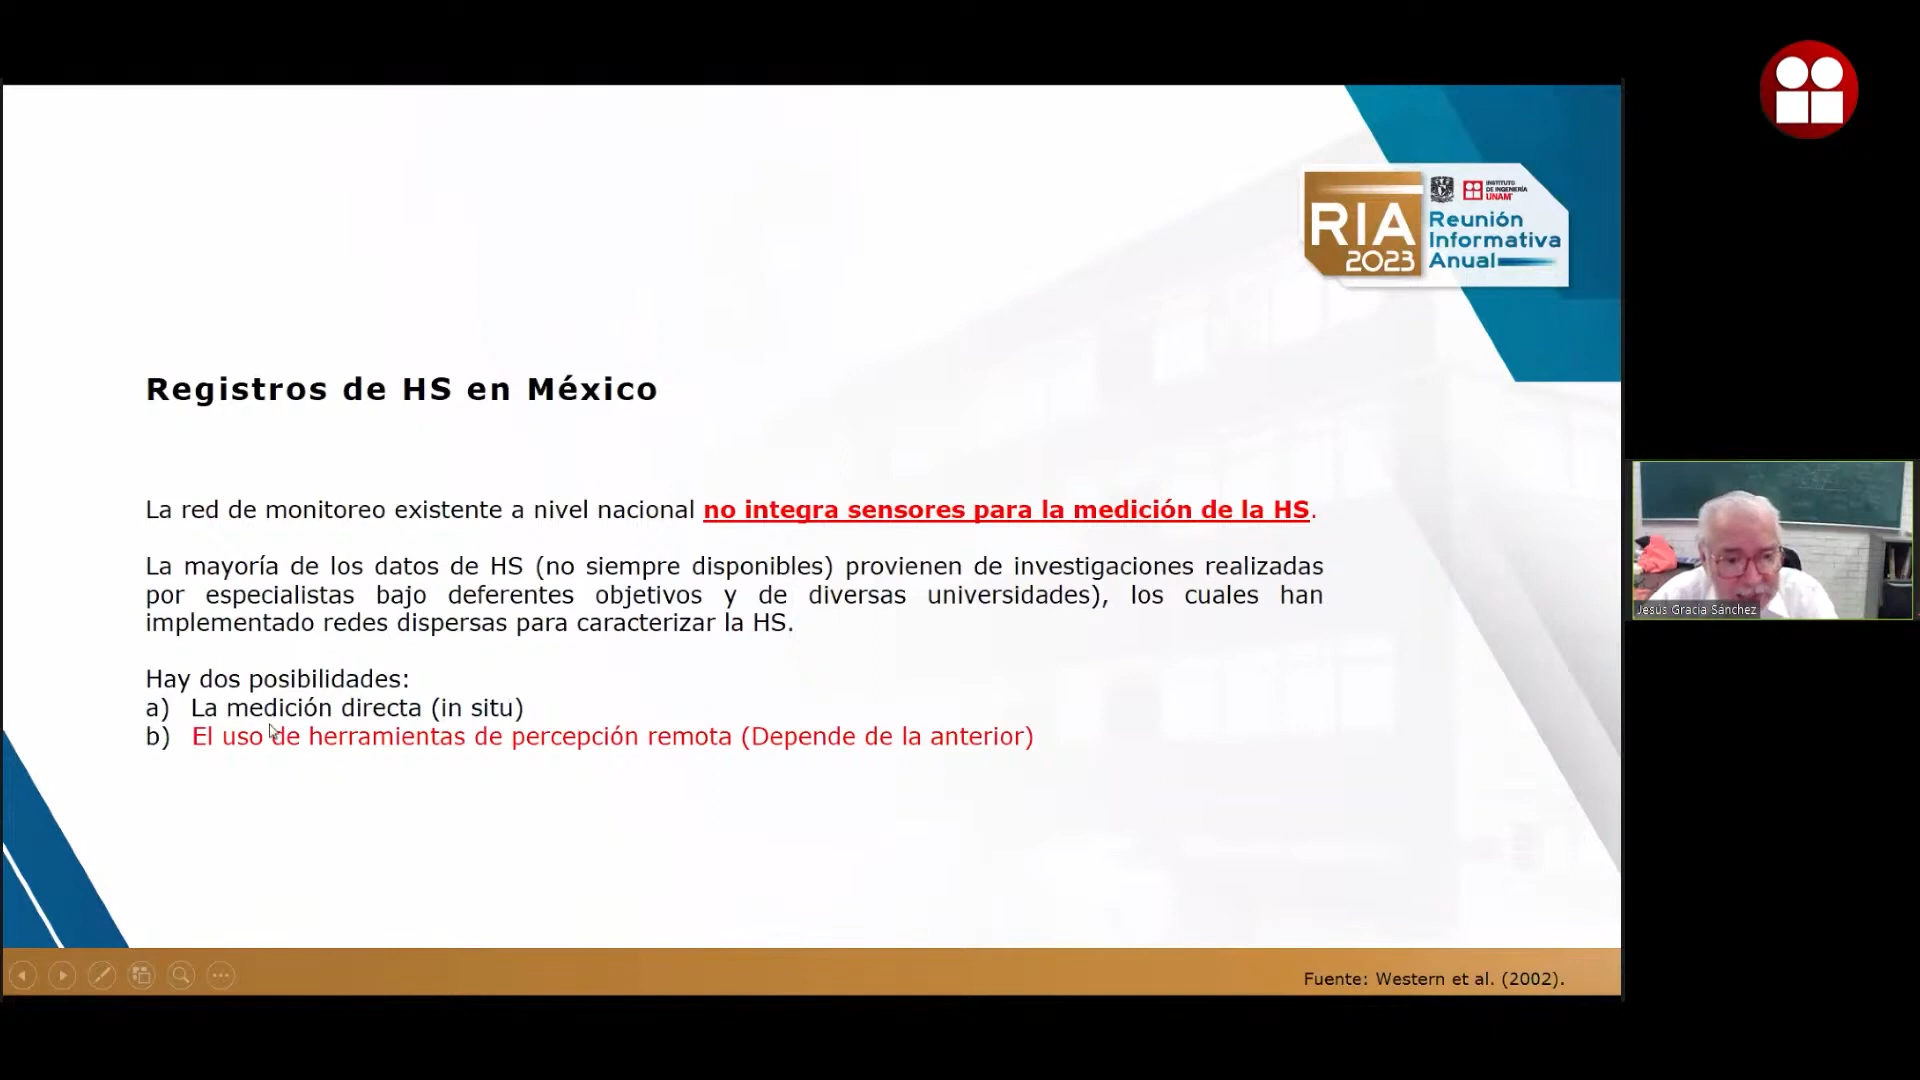 RIA
2023
INSTITUTO
DE INGENIERÍA
UNAM
Reunión
Informativa
Anual
Registros de HS en México
La red de monitoreo existente a nivel nacional no integra sensores para la medición de la HS.
La mayoría de los datos de HS (no siempre disponibles) provienen de investigaciones realizadas
por especialistas bajo deferentes objetivos y de diversas universidades), los cuales han
implementado redes dispersas para caracterizar la HS.
Hay dos posibilidades:
a) La medición directa (in situ)
b) El uso de herramientas de percepción remota (Depende de la anterior)
Jesús Gracia Sánchez
Fuente: Western et al. (2002).